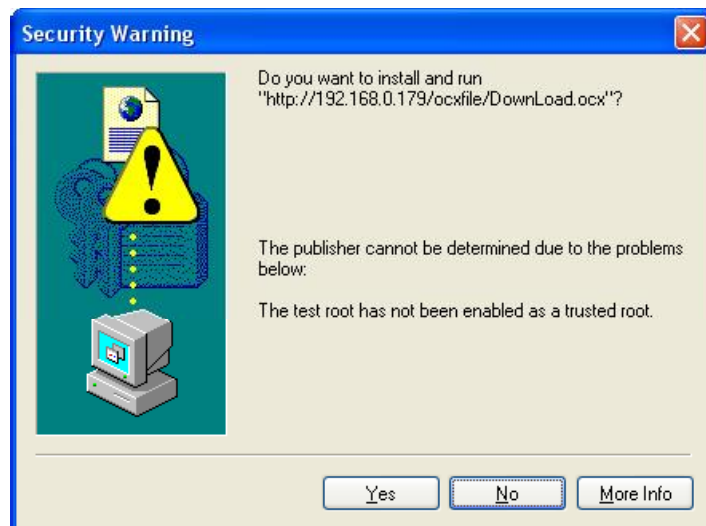 Security Warning
Do you want to install and run
"http://192.168.0.179/ocxfile/DownLoad.ocx"?
The publisher cannot be determined due to the problems
below:
The test root has not been enabled as a trusted root.
Yes
No
More Info